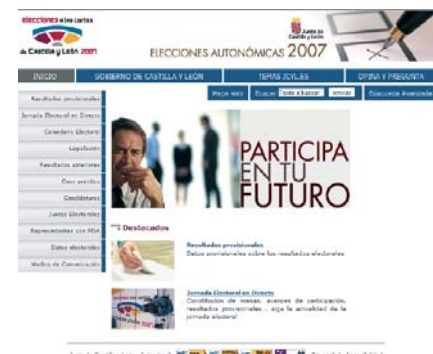 elecciones a las cortes
de CASTILLA y LEÓN 2007
Junta de
Castilla y León
ELECCIONES AUTONÓMICAS 2007
INICIO
GOBIERNO DE CASTILLA Y LEÓN
TEMAS JCYL.ES
OPINA Y PREGUNTA
Mapa web
Buscar
Texto a buscar
Búsqueda Avanzada
Resultados provisionales
Jornada Electoral en Directo
Calendario Electoral
Legislación
Resultados anteriores
Candidaturas
Juntas Electorales
Representantes con PDA
Datos electorales
Medios de Comunicación
PARTICIPA
EN TU
FUTURO
Destacados
Resultados provisionales
Datos provisionales sobre los resultados electorales
Jornada Electoral en Directo
Constitución de mesas, avances de participación,
resultados provisionales... siga la actualidad de la
jornada electoral